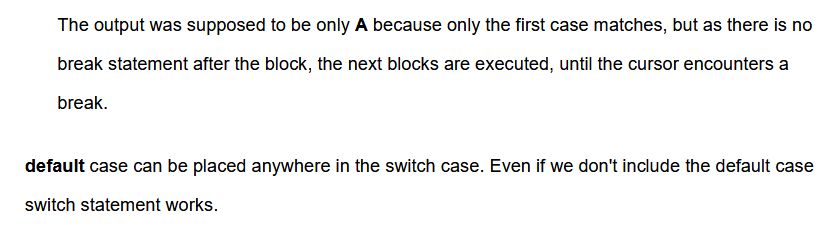 The output was supposed to be only A because only the first case matches, but as there is no
break statement after the block, the next blocks are executed, until the cursor encounters a
break.
default case can be placed anywhere in the switch case. Even if we don't include the default case
switch statement works.